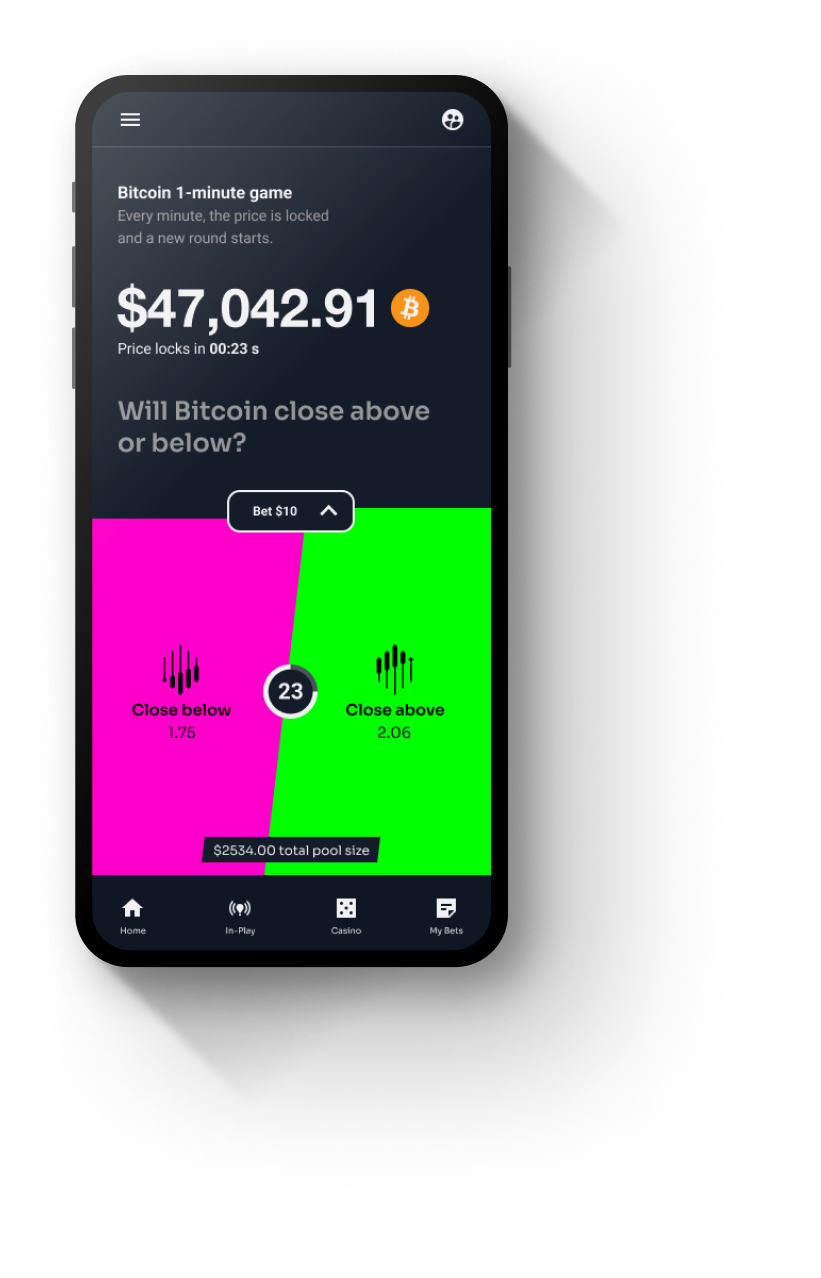 Bitcoin 1-minute game
Every minute, the price is locked
and a new round starts.
$47,042.91
Price locks in 00:23 s
Will Bitcoin close above
or below?
Bet $10
23
Close below
1.75
Close above
2.06
$2534.00 total pool size
Home
In-Play
Casino
My Bets